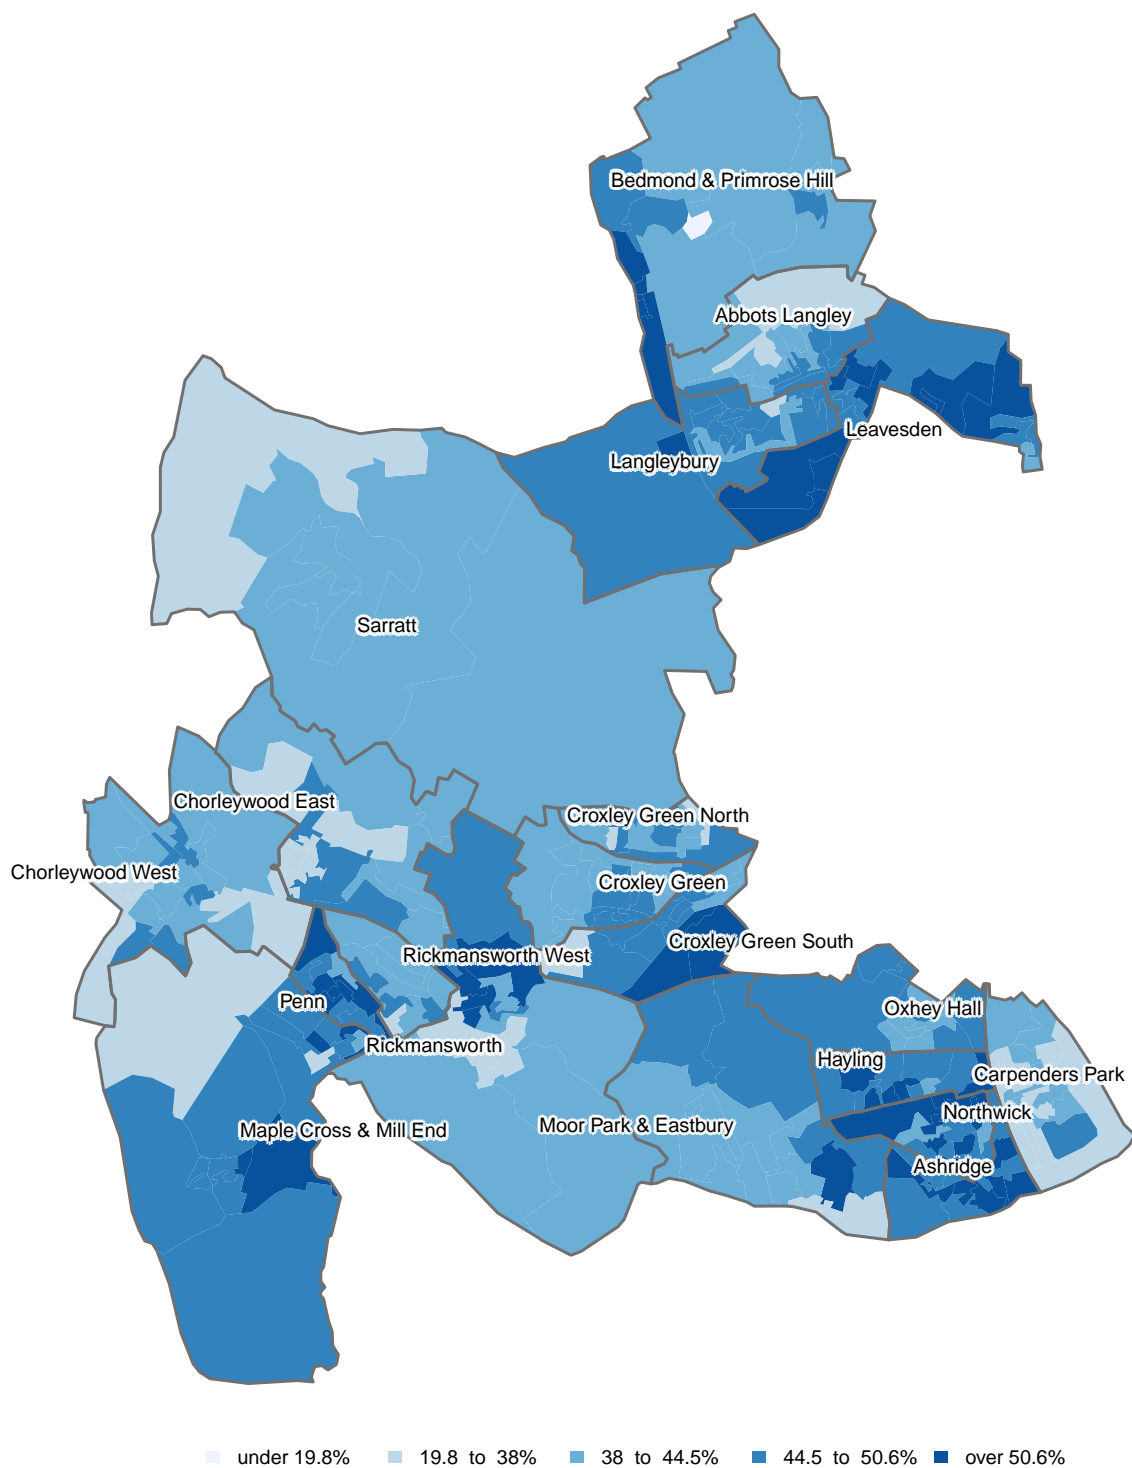 Bedmond & Primrose Hill
Abbots Langley
Leavesden
Langleybury
Sarratt
Chorleywood East
Croxley Green North
Chorleywood West
Croxley Green
Croxley Green South
Rickmansworth West
Penn
Oxhey Hall
Rickmansworth
Hayling
Carpenders Park
Northwick
Moor Park & Eastbury
Maple Cross & Mill End
Ashridge
under 19.8% 19.8 to 38% 38 to 44.5% 44.5 to 50.6% over 50.6%